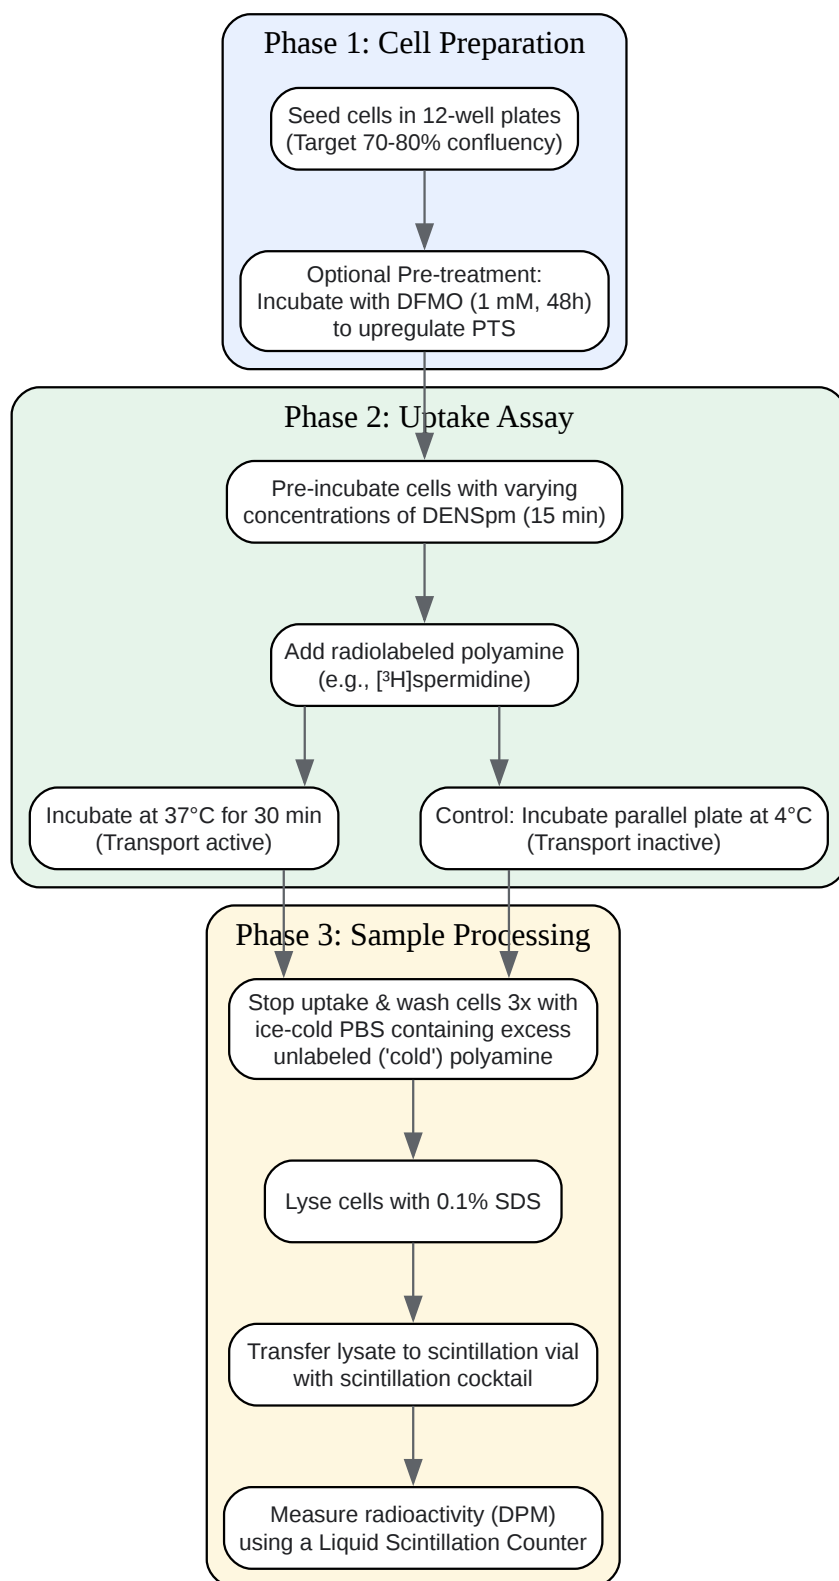 Phase 1: Cell Preparation
Seed cells in 12-well plates
(Target 70-80% confluency)
Optional Pre-treatment:
Incubate with DFMO (1 mM, 48h)
to upregulate PTS
Phase 2: Uptake Assay
Pre-incubate cells with varying
concentrations of DENSpm (15 min)
Add radiolabeled polyamine
(e.g., [³H]spermidine)
Incubate at 37°C for 30 min
(Transport active)
Control: Incubate parallel plate at 4°C
(Transport inactive)
Phase 3: Sample Processing
Stop uptake & wash cells 3x with
ice-cold PBS containing excess
unlabeled ('cold') polyamine
Lyse cells with 0.1% SDS
Transfer lysate to scintillation vial
with scintillation cocktail
Measure radioactivity (DPM)
using a Liquid Scintillation Counter